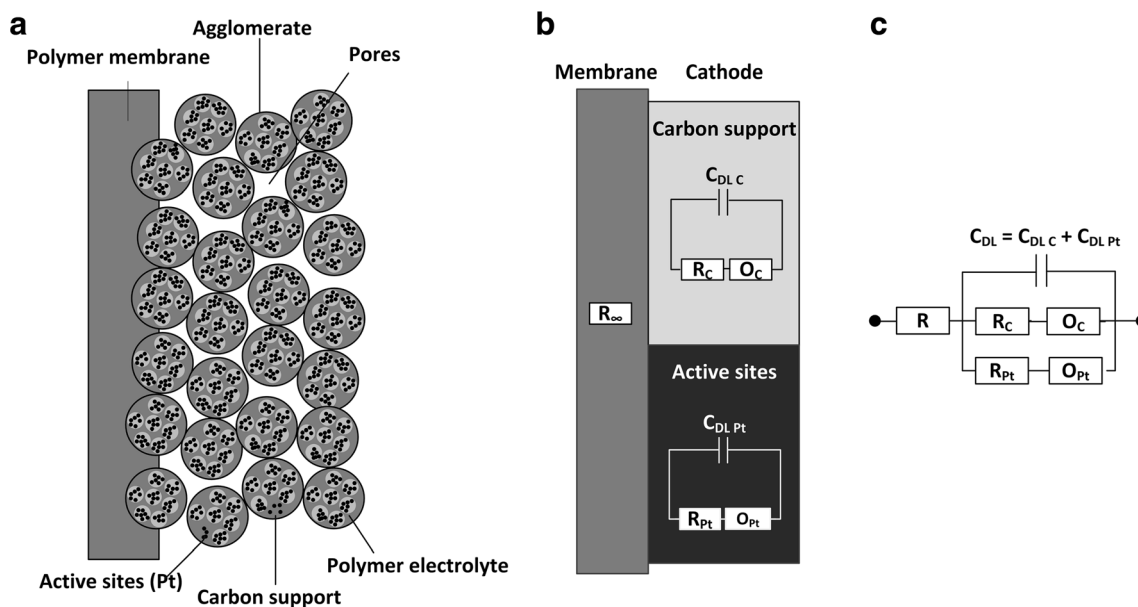 a
Agglomerate
Polymer membrane
Pores
Active sites (Pt)
Carbon support
Polymer electrolyte
b
Membrane
Cathode
Carbon support
C_DL C
R_C
O_C
R_∞
Active sites
C_DL Pt
R_Pt
O_Pt
c
C_DL = C_DL C + C_DL Pt
R
R_C
O_C
R_Pt
O_Pt